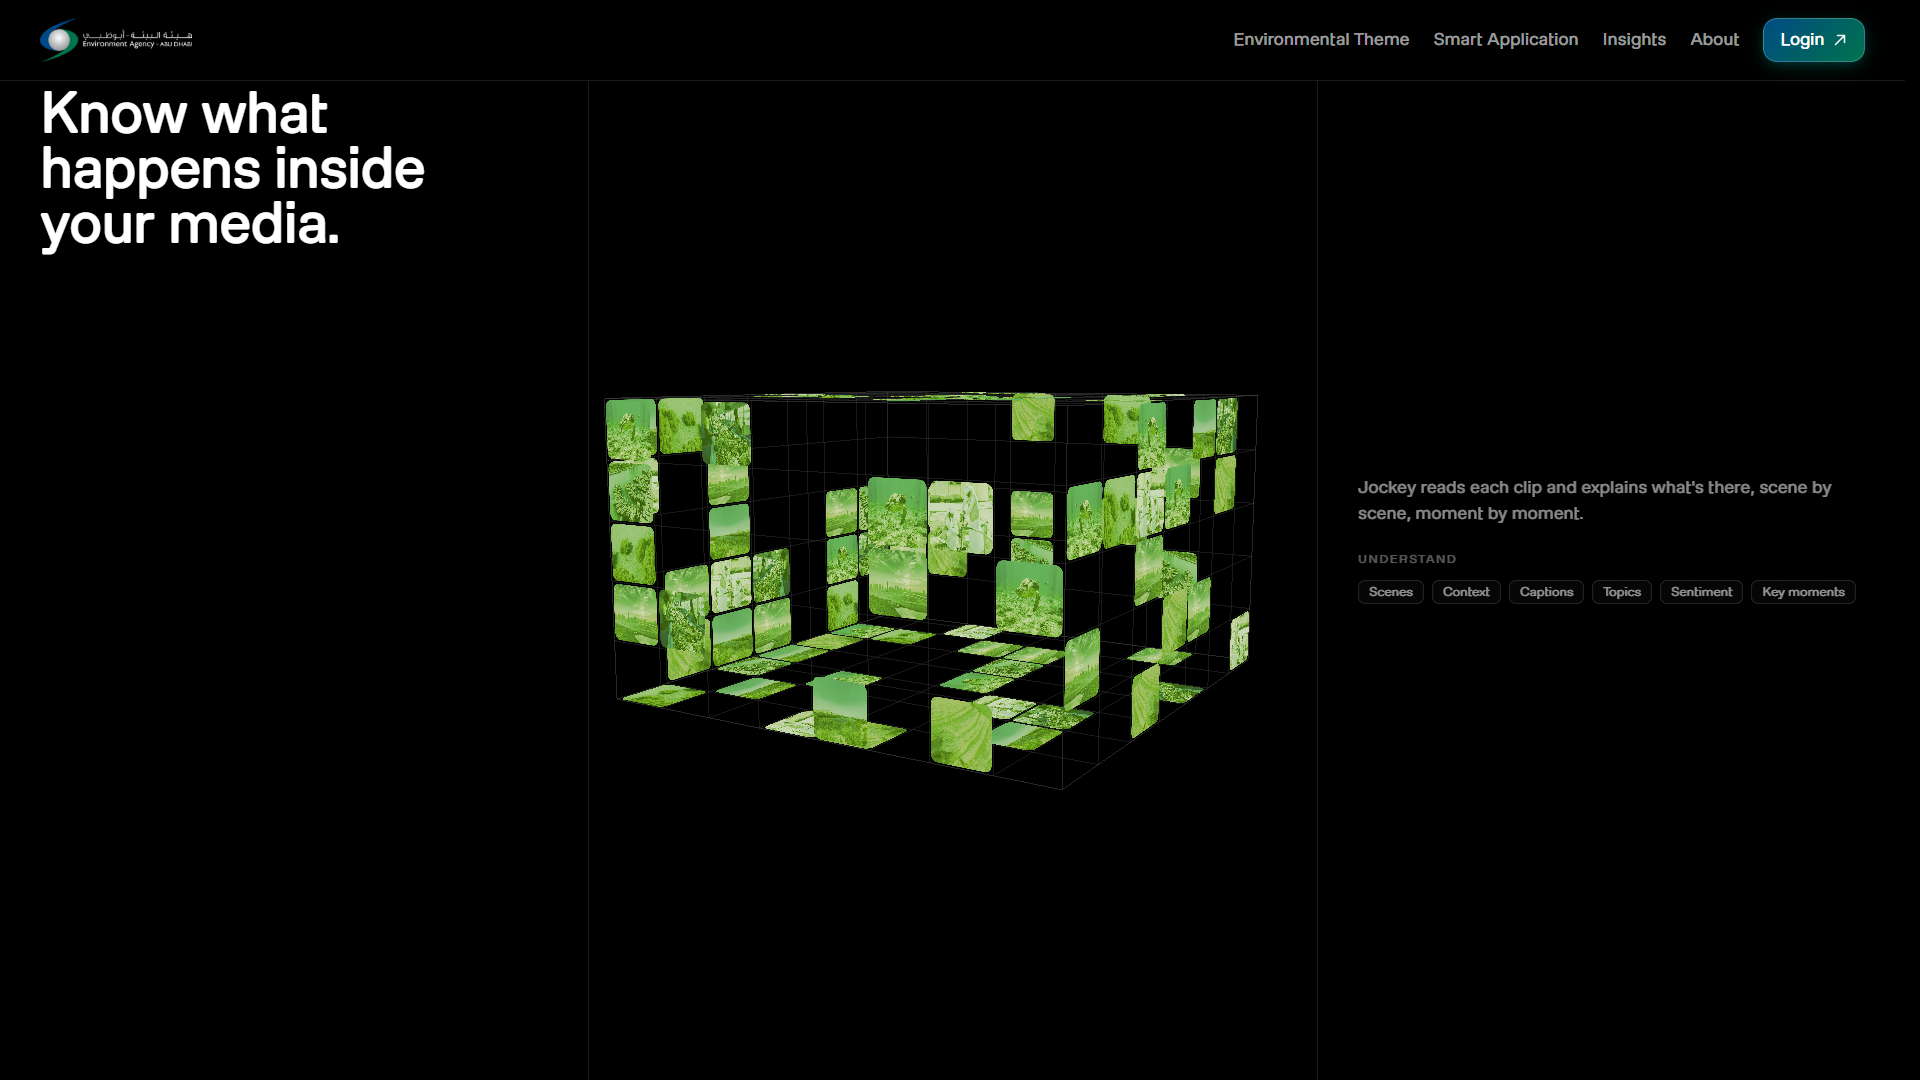 هيئة البيئة - أبوظبي
Environment Agency - ABU DHABI
Environmental Theme
Smart Application
Insights
About
Login
Know what
happens inside
your media.
Jockey reads each clip and explains what's there, scene by
scene, moment by moment.
UNDERSTAND
Scenes
Context
Captions
Topics
Sentiment
Key moments